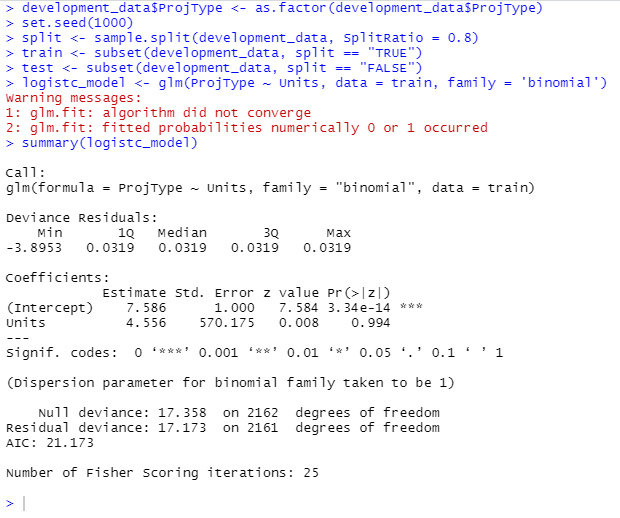 > development_data$ProjType <- as.factor(development_data$ProjType)
> set.seed(1000)
> split <- sample.split(development_data, SplitRatio = 0.8)
> train <- subset(development_data, split == "TRUE")
> test <- subset(development_data, split == "FALSE")
> logistc_model <- glm(ProjType ~ Units, data = train, family = 'binomial')
Warning messages:
1: glm.fit: algorithm did not converge
2: glm.fit: fitted probabilities numerically 0 or 1 occurred
> summary(logistc_model)
Call:
glm(formula = ProjType ~ Units, family = "binomial", data = train)
Deviance Residuals:
Min 1Q Median 3Q Max
-3.8953 0.0319 0.0319 0.0319 0.0319
Coefficients:
Estimate Std. Error z value Pr(>|z|)
(Intercept) 7.586 1.000 7.584 3.34e-14 ***
Units 4.556 570.175 0.008 0.994
---
Signif. codes: 0 ‘***’ 0.001 ‘**’ 0.01 ‘*’ 0.05 ‘.’ 0.1 ‘ ’ 1
(Dispersion parameter for binomial family taken to be 1)
Null deviance: 17.358 on 2162 degrees of freedom
Residual deviance: 17.173 on 2161 degrees of freedom
AIC: 21.173
Number of Fisher Scoring iterations: 25
>